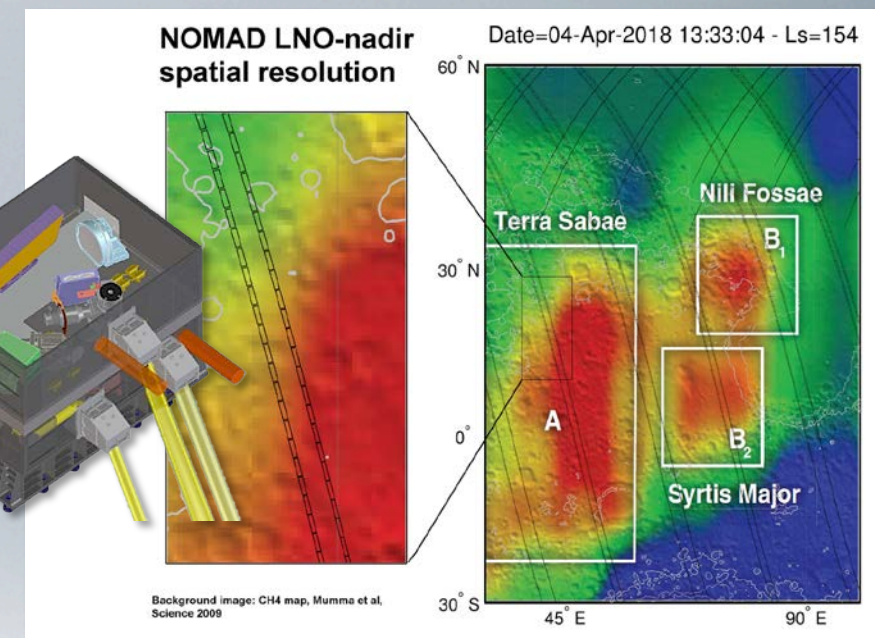 NOMAD LNO-nadir
spatial resolution
Date=04-Apr-2018 13:33:04 - Ls=154
60° N
Nili Fossae
Terra Sabae
B1
30° N
A
0°
B2
Syrtis Major
30° S
45° E
90° E
Background image: CH4 map, Mumma et al,
Science 2009